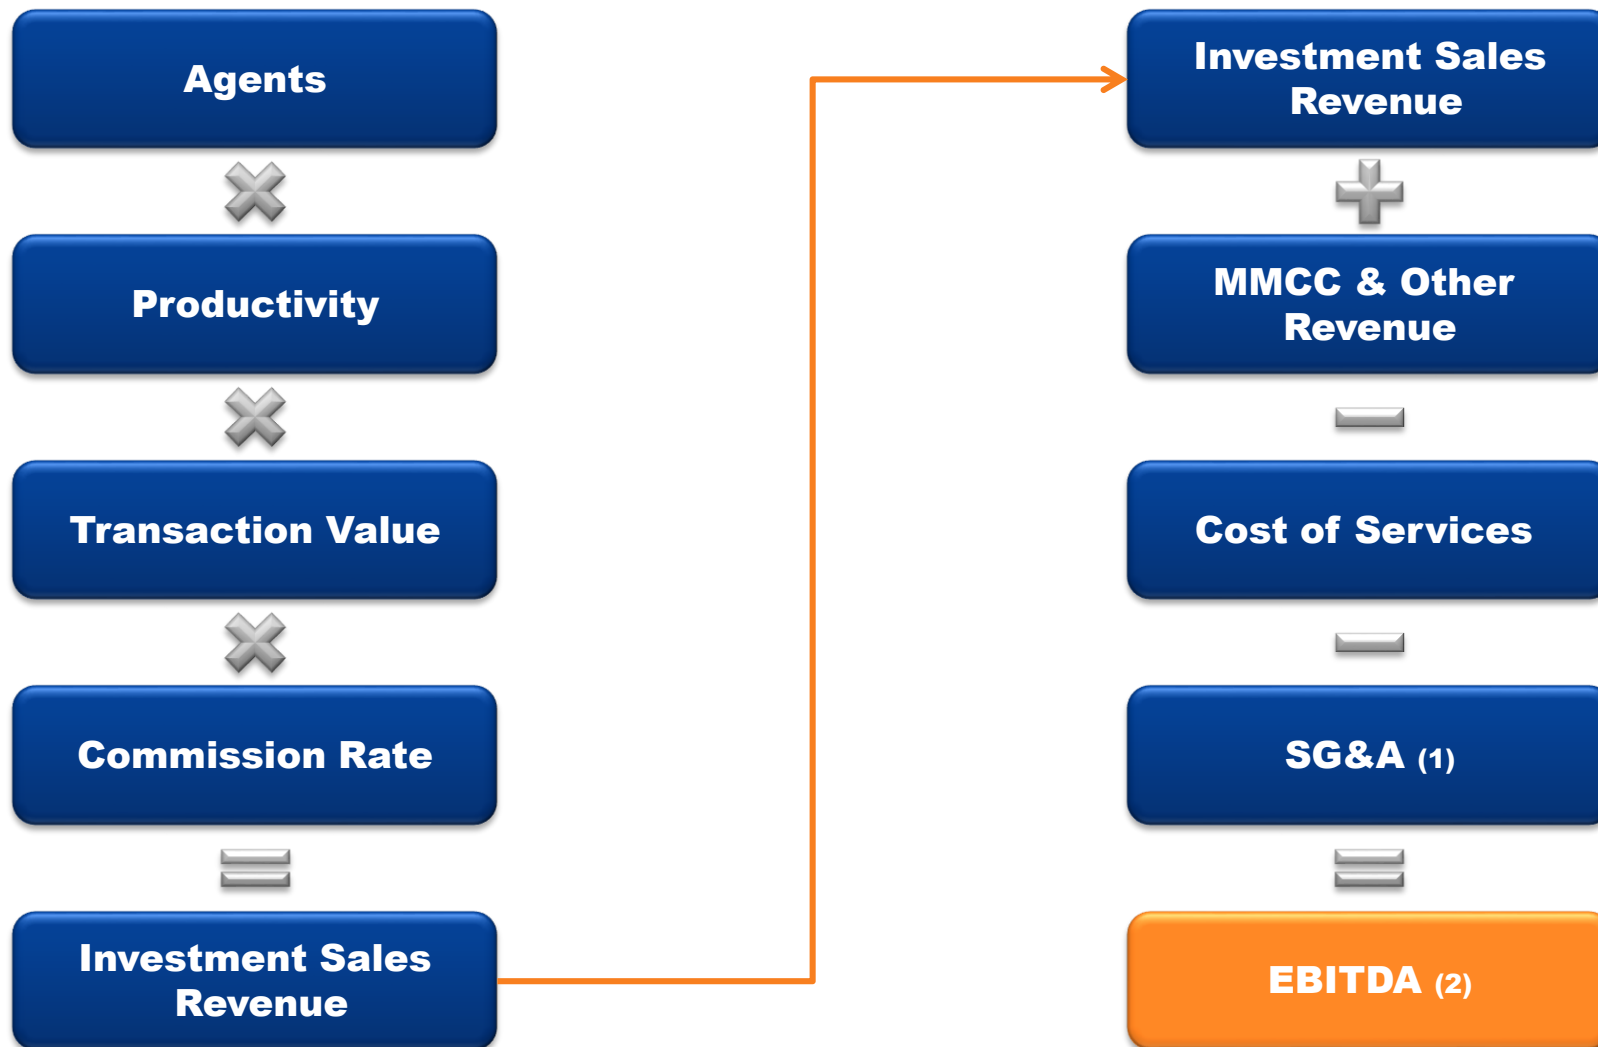 Agents
Productivity
Transaction Value
Commission Rate
Investment Sales
Revenue
Investment Sales
Revenue
MMCC & Other
Revenue
Cost of Services
SG&A (1)
EBITDA (2)